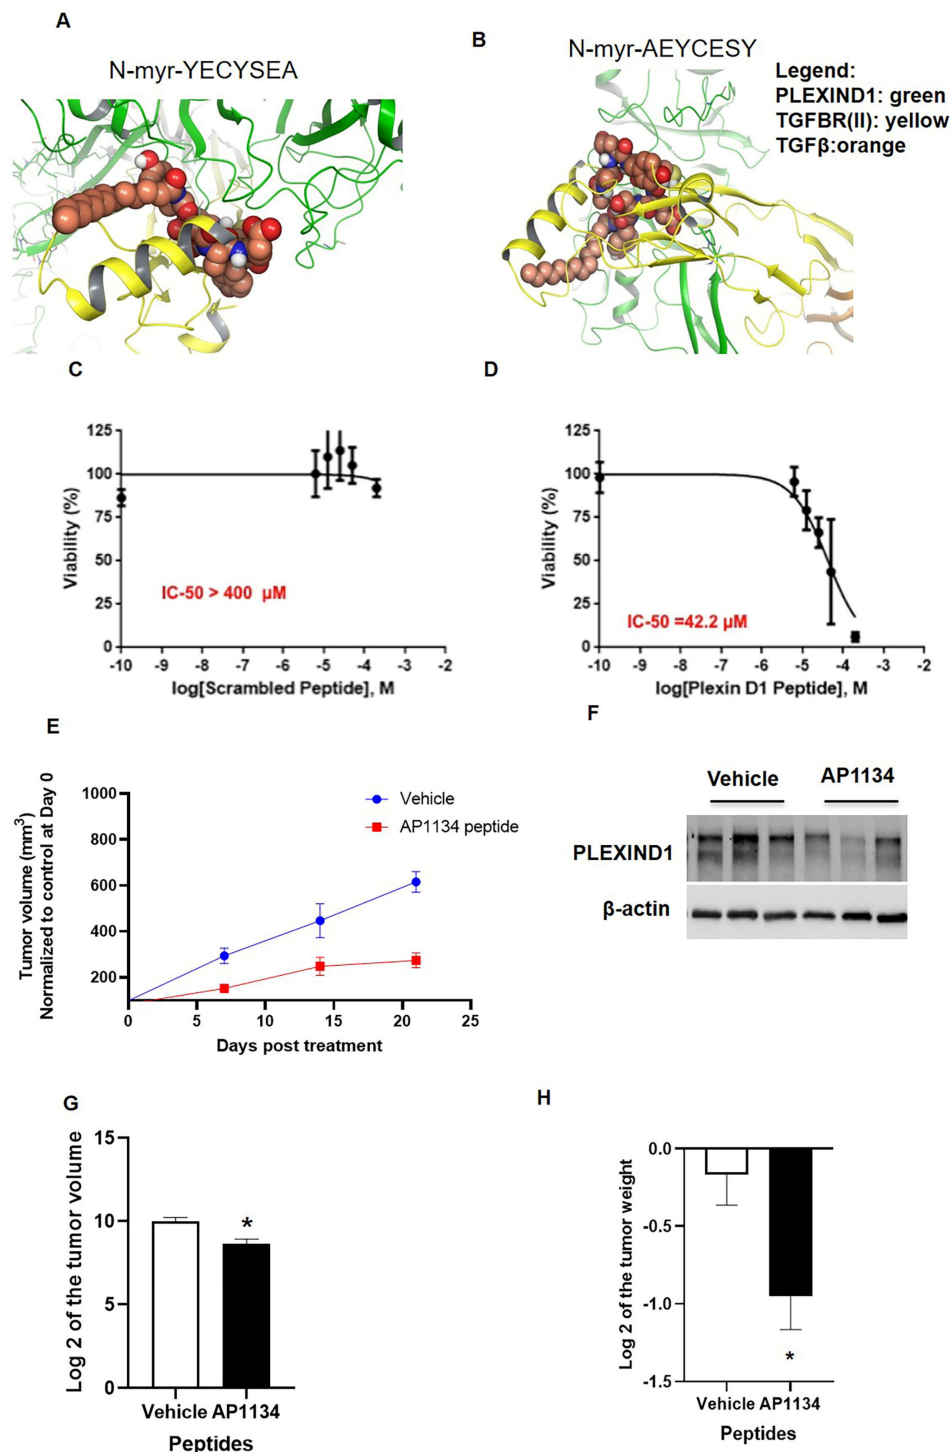 A
N-myr-YECYSEA
B
N-myr-AEYCESY
Legend:
PLEXIND1: green
TGFBR(II): yellow
TGFβ:orange
C
Viability (%)
125
100
75
50
25
0
IC-50 > 400 µM
-10 -9 -8 -7 -6 -5 -4 -3 -2
log[Scrambled Peptide], M
D
Viability (%)
125
100
75
50
25
0
IC-50 =42.2 µM
-10 -9 -8 -7 -6 -5 -4 -3 -2
log[Plexin D1 Peptide], M
E
Tumor volume (mm³)
Normalized to control at Day 0
1000
800
600
400
200
Vehicle
AP1134 peptide
0 5 10 15 20 25
Days post treatment
F
Vehicle AP1134
PLEXIND1
β-actin
G
Log 2 of the tumor volume
15
10
5
0
*
Vehicle AP1134
Peptides
H
Log 2 of the tumor weight
0.0
-0.5
-1.0
-1.5
*
Vehicle AP1134
Peptides